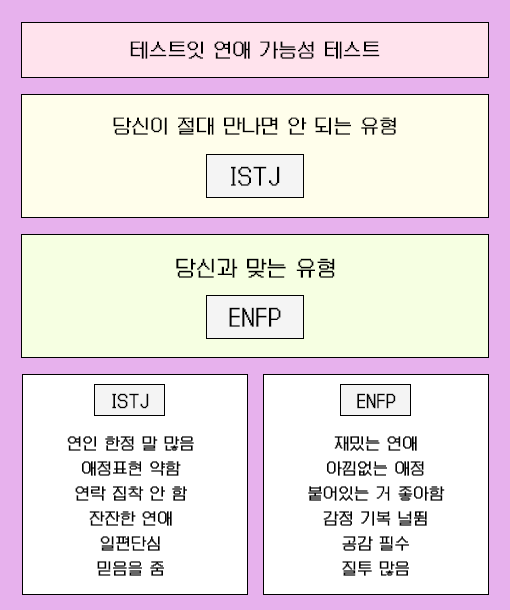 테스트잇 연애 가능성 테스트
당신이 절대 만나면 안 되는 유형
ISTJ
당신과 맞는 유형
ENFP
ISTJ
연인 한정 말 많음
애정표현 약함
연락 집착 안 함
잔잔한 연애
일편단심
믿음을 줌
ENFP
재밌는 연애
아낌없는 애정
붙어있는 거 좋아함
감정 기복 널뜀
공감 필수
질투 많음